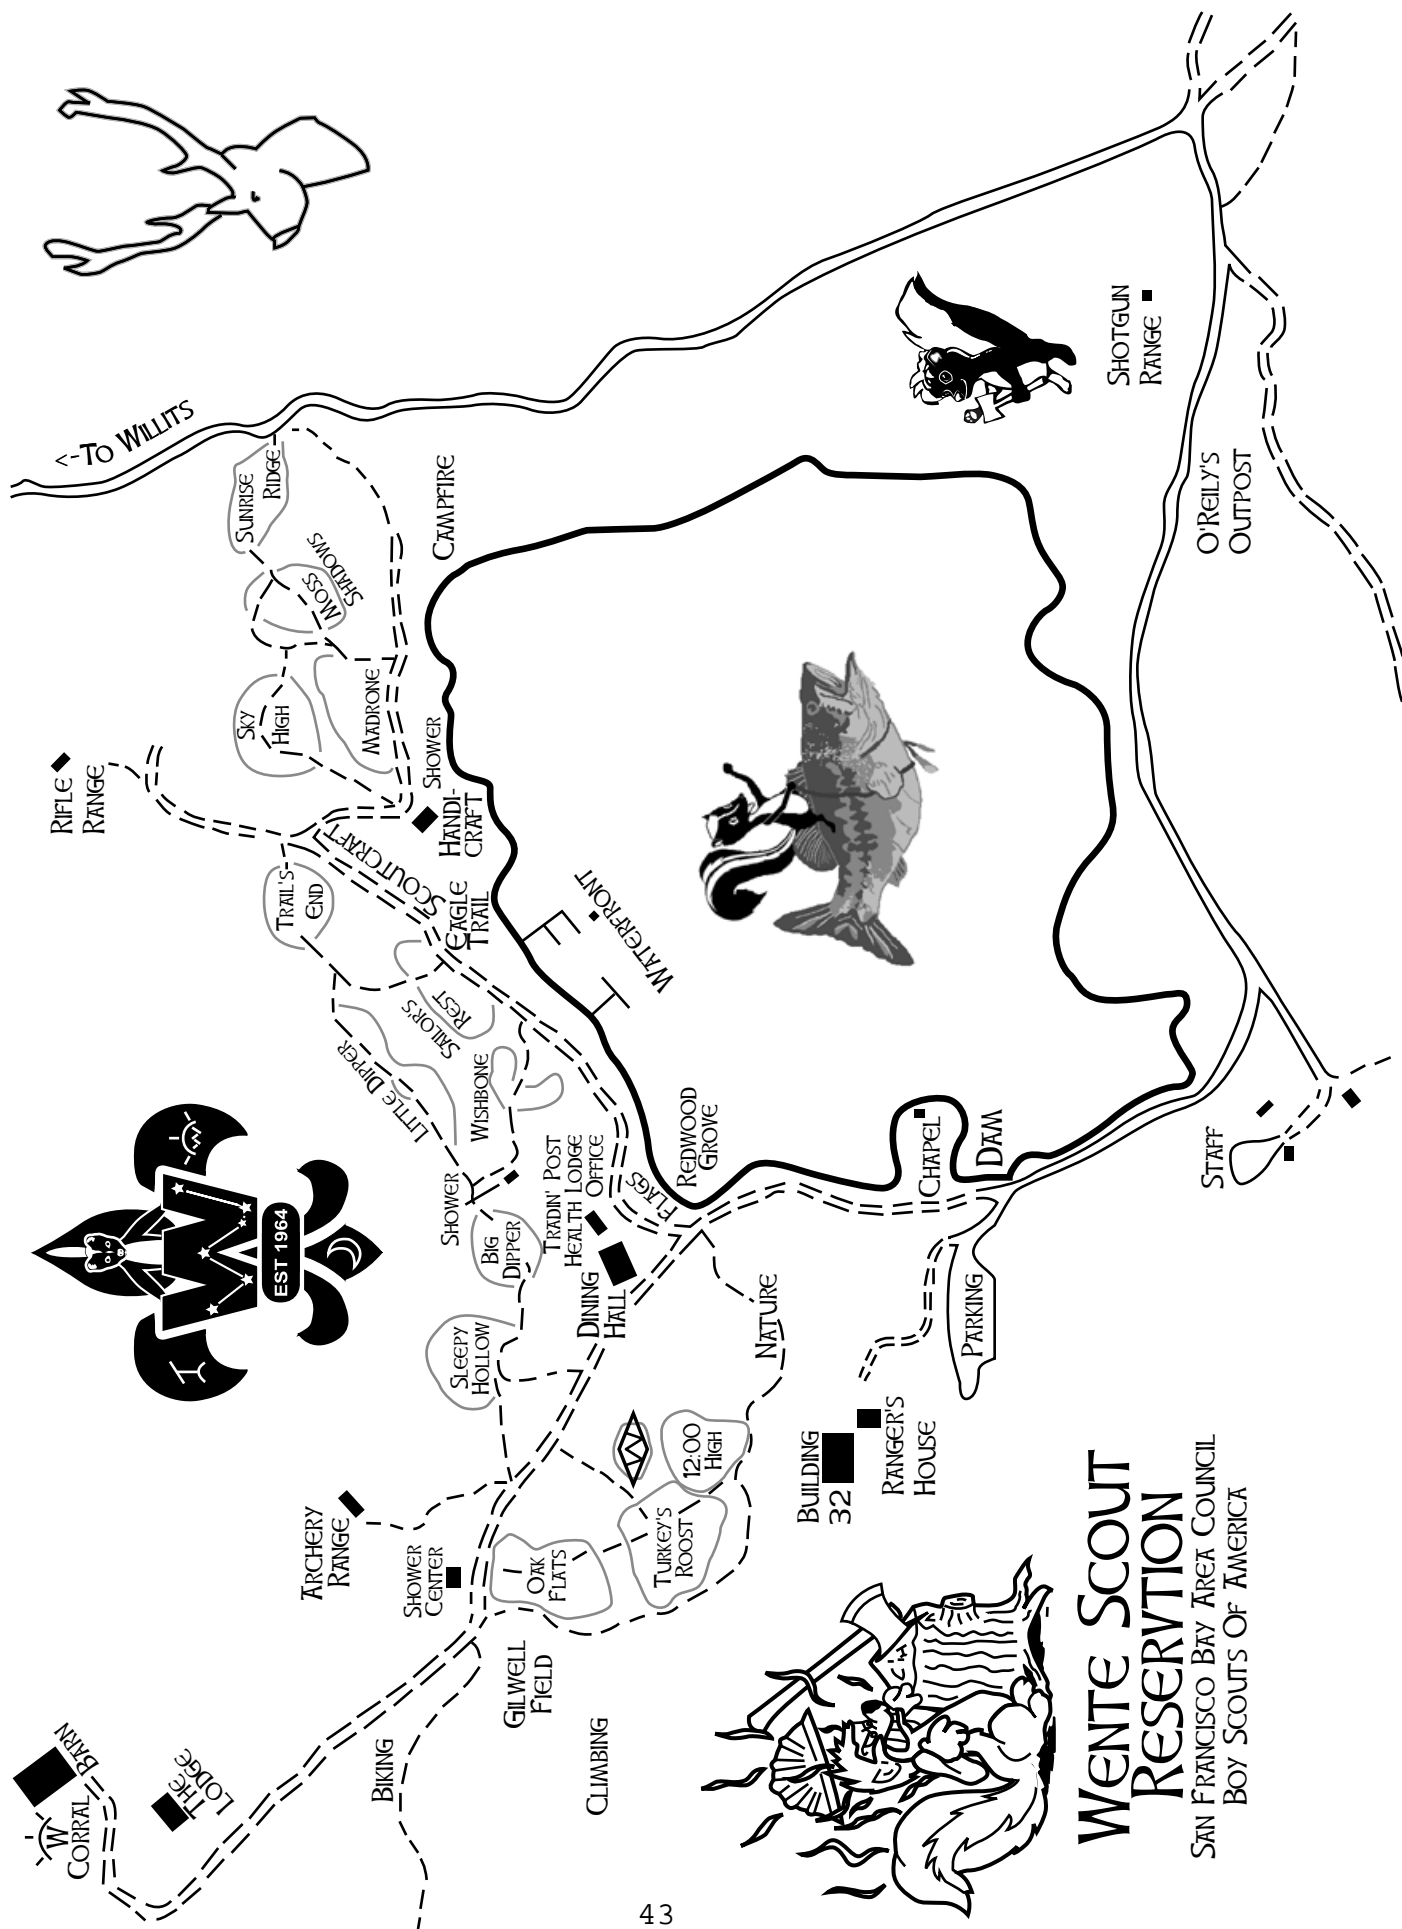 <--To Willits
Sunrise
Ridge
Moss
Shadows
Campfire
Sky
High
Madrone
Shower
Rifle
Range
Handi-
craft
Scoutcraft
Eagle
Trail
Trail's
End
Waterfront
Sailor's
Rest
Little Dipper
Wishbone
Shower
Big
Dipper
Tradin' Post
Health Lodge
Office
Flags
Redwood
Grove
Dining
Hall
Sleepy
Hollow
Nature
Chapel
Dam
Parking
Staff
Shotgun
Range
O'Reily's
Outpost
12:00
High
Turkey's
Roost
Oak
Flats
Archery
Range
Shower
Center
Gilwell
Field
Climbing
Biking
Barn
The
Lodge
W
Corral
Building
32
Ranger's
House
W
EST 1964
Wente Scout
Reservtion
San Francisco Bay Area Council
Boy Scouts Of America
43